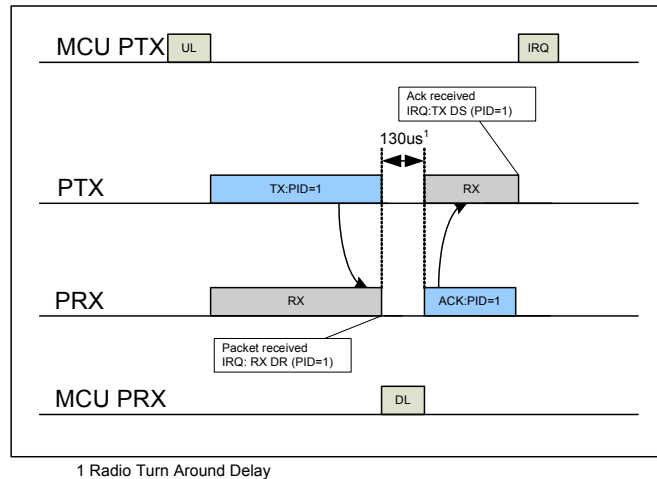 MCU PTX
UL
IRQ
Ack received
IRQ:TX DS (PID=1)
130us1
PTX
TX:PID=1
RX
PRX
RX
ACK:PID=1
Packet received
IRQ: RX DR (PID=1)
MCU PRX
DL
1 Radio Turn Around Delay